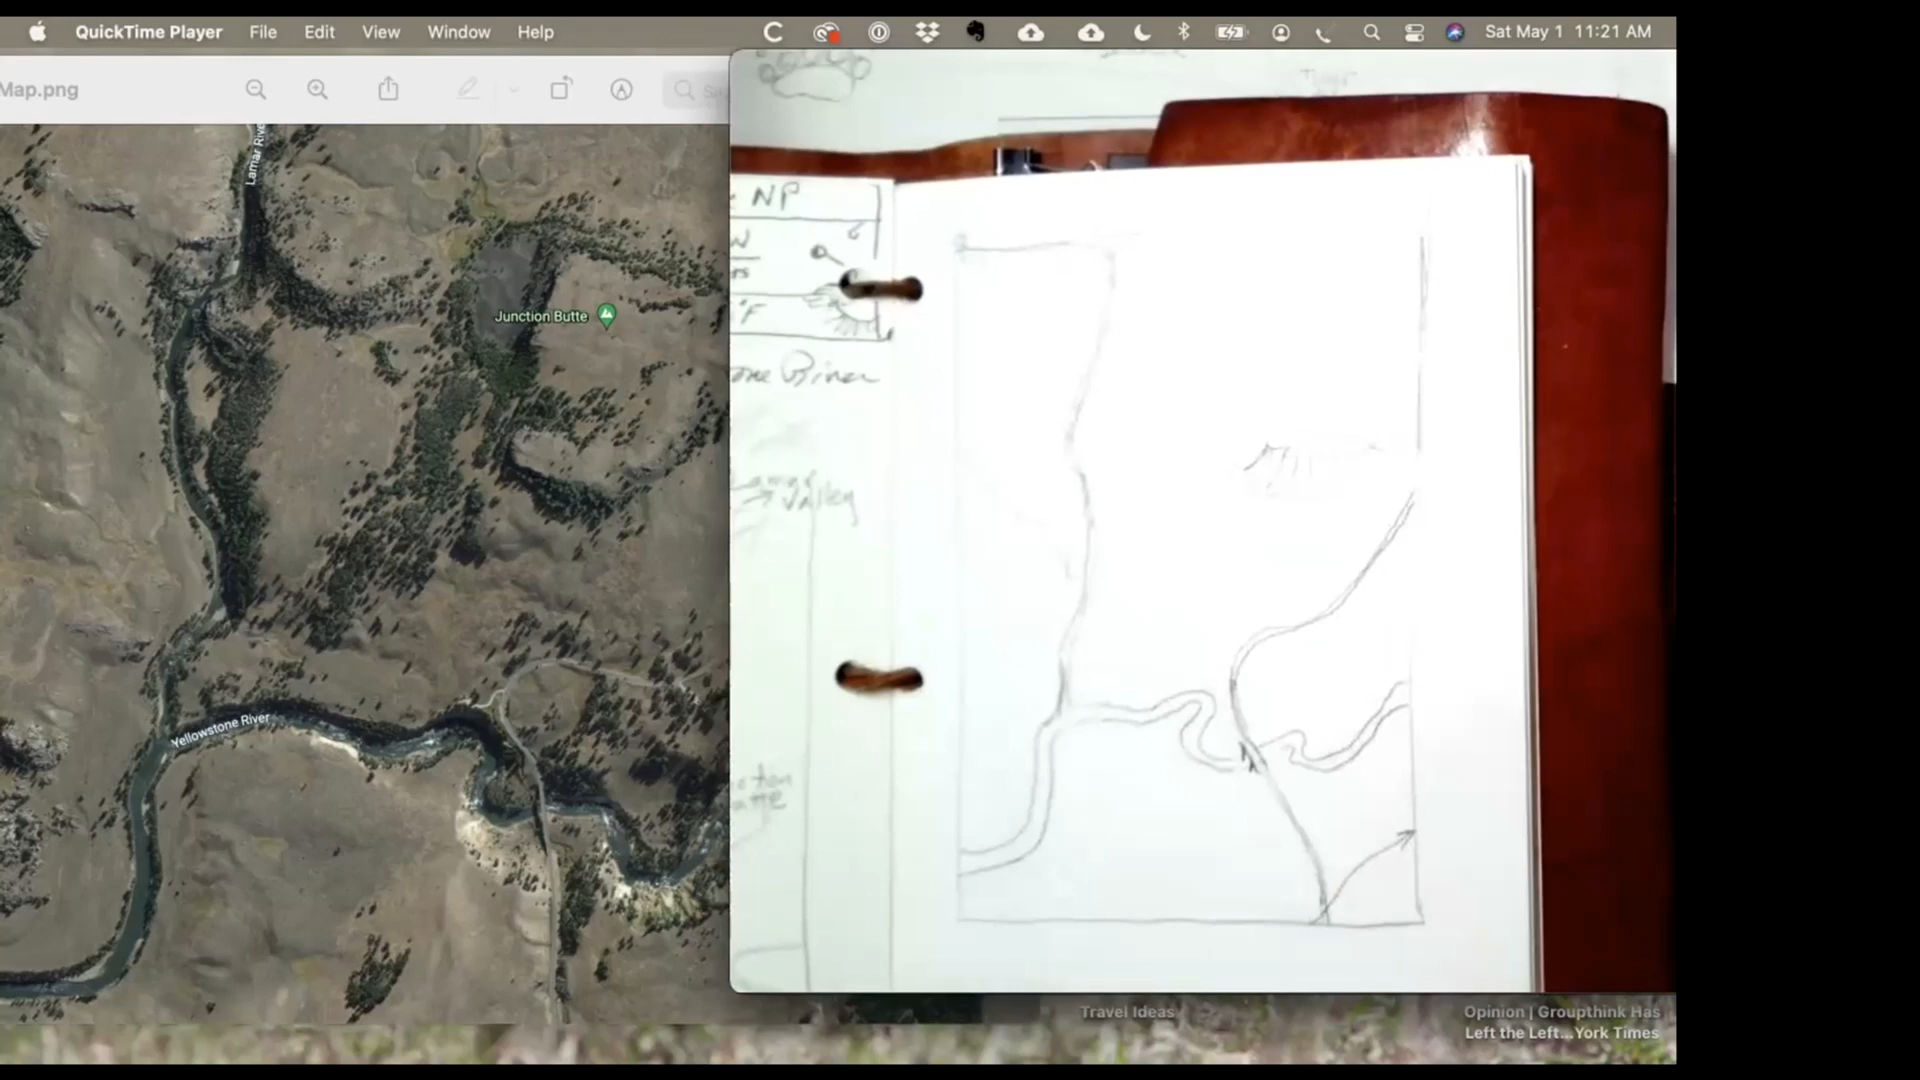 QuickTime Player File Edit View Window Help
Sat May 1 11:21 AM
Map.png
Lamar Rive
Junction Butte
Yellowstone River
NP
River
Valley
Travel Ideas
Opinion | Groupthink Has
Left the Left...York Times